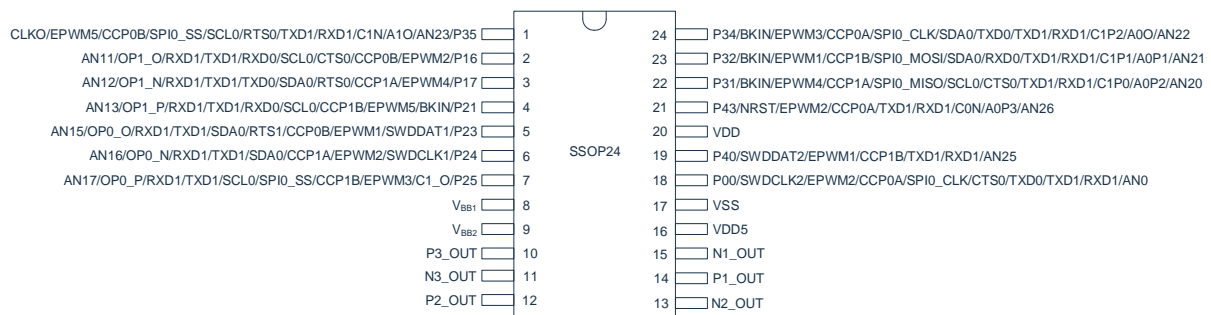 CLKO/EPWM5/CCP0B/SPI0_SS/SCL0/RTS0/TXD1/RXD1/C1N/A1O/AN23/P35 1 24 P34/BKIN/EPWM3/CCP0A/SPI0_CLK/SDA0/TXD0/TXD1/RXD1/C1P2/A0O/AN22
AN11/OP1_O/RXD1/TXD1/RXD0/SCL0/CTS0/CCP0B/EPWM2/P16 2 23 P32/BKIN/EPWM1/CCP1B/SPI0_MOSI/SDA0/RXD0/TXD1/RXD1/C1P1/A0P1/AN21
AN12/OP1_N/RXD1/TXD1/TXD0/SDA0/RTS0/CCP1A/EPWM4/P17 3 22 P31/BKIN/EPWM4/CCP1A/SPI0_MISO/SCL0/CTS0/TXD1/RXD1/C1P0/A0P2/AN20
AN13/OP1_P/RXD1/TXD1/RXD0/SCL0/CCP1B/EPWM5/BKIN/P21 4 21 P43/NRST/EPWM2/CCP0A/TXD1/RXD1/C0N/A0P3/AN26
AN15/OP0_O/RXD1/TXD1/SDA0/RTS1/CCP0B/EPWM1/SWDDAT1/P23 5 20 VDD
AN16/OP0_N/RXD1/TXD1/SDA0/CCP1A/EPWM2/SWDCLK1/P24 6 SSOP24 19 P40/SWDDAT2/EPWM1/CCP1B/TXD1/RXD1/AN25
AN17/OP0_P/RXD1/TXD1/SCL0/SPI0_SS/CCP1B/EPWM3/C1_O/P25 7 18 P00/SWDCLK2/EPWM2/CCP0A/SPI0_CLK/CTS0/TXD0/TXD1/RXD1/AN0
VBB1 8 17 VSS
VBB2 9 16 VDD5
P3_OUT 10 15 N1_OUT
N3_OUT 11 14 P1_OUT
P2_OUT 12 13 N2_OUT